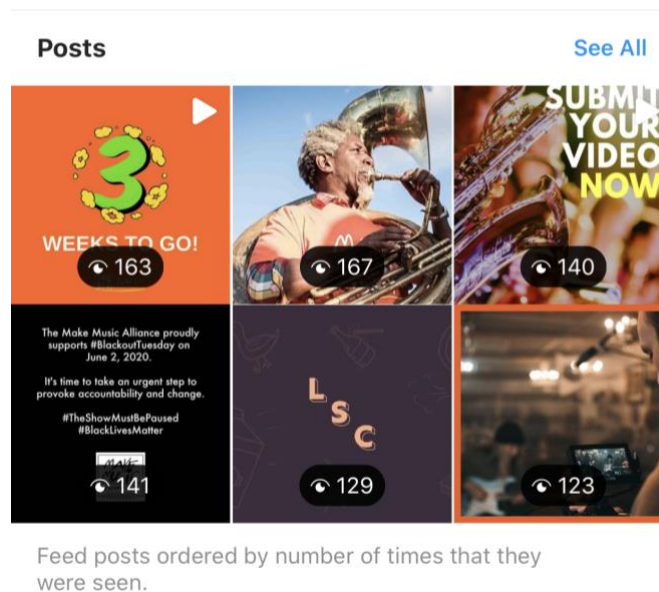 Posts
See All
3
WEEKS TO GO!
163
167
SUBMIT
YOUR
VIDEO
NOW
140
The Make Music Alliance proudly
supports #BlackoutTuesday on
June 2, 2020.
It's time to take an urgent step to
provoke accountability and change.
#TheShowMustBePaused
#BlackLivesMatter
141
L
S
C
129
123
Feed posts ordered by number of times that they
were seen.